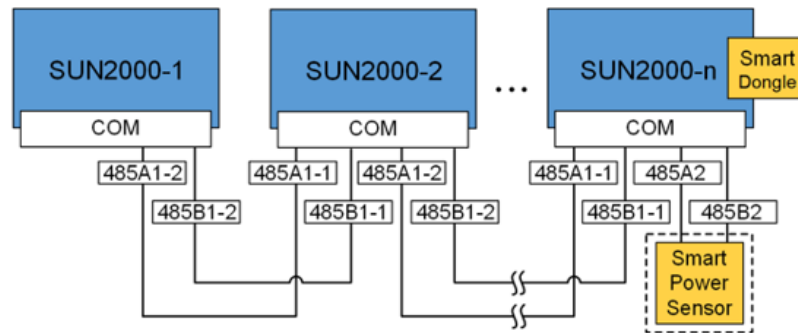 SUN2000-1
SUN2000-2
...
SUN2000-n
Smart
Dongle
COM
COM
COM
485A1-2
485A1-1
485A1-2
485A1-1
485A2
485B1-2
485B1-1
485B1-2
485B1-1
485B2
Smart
Power
Sensor